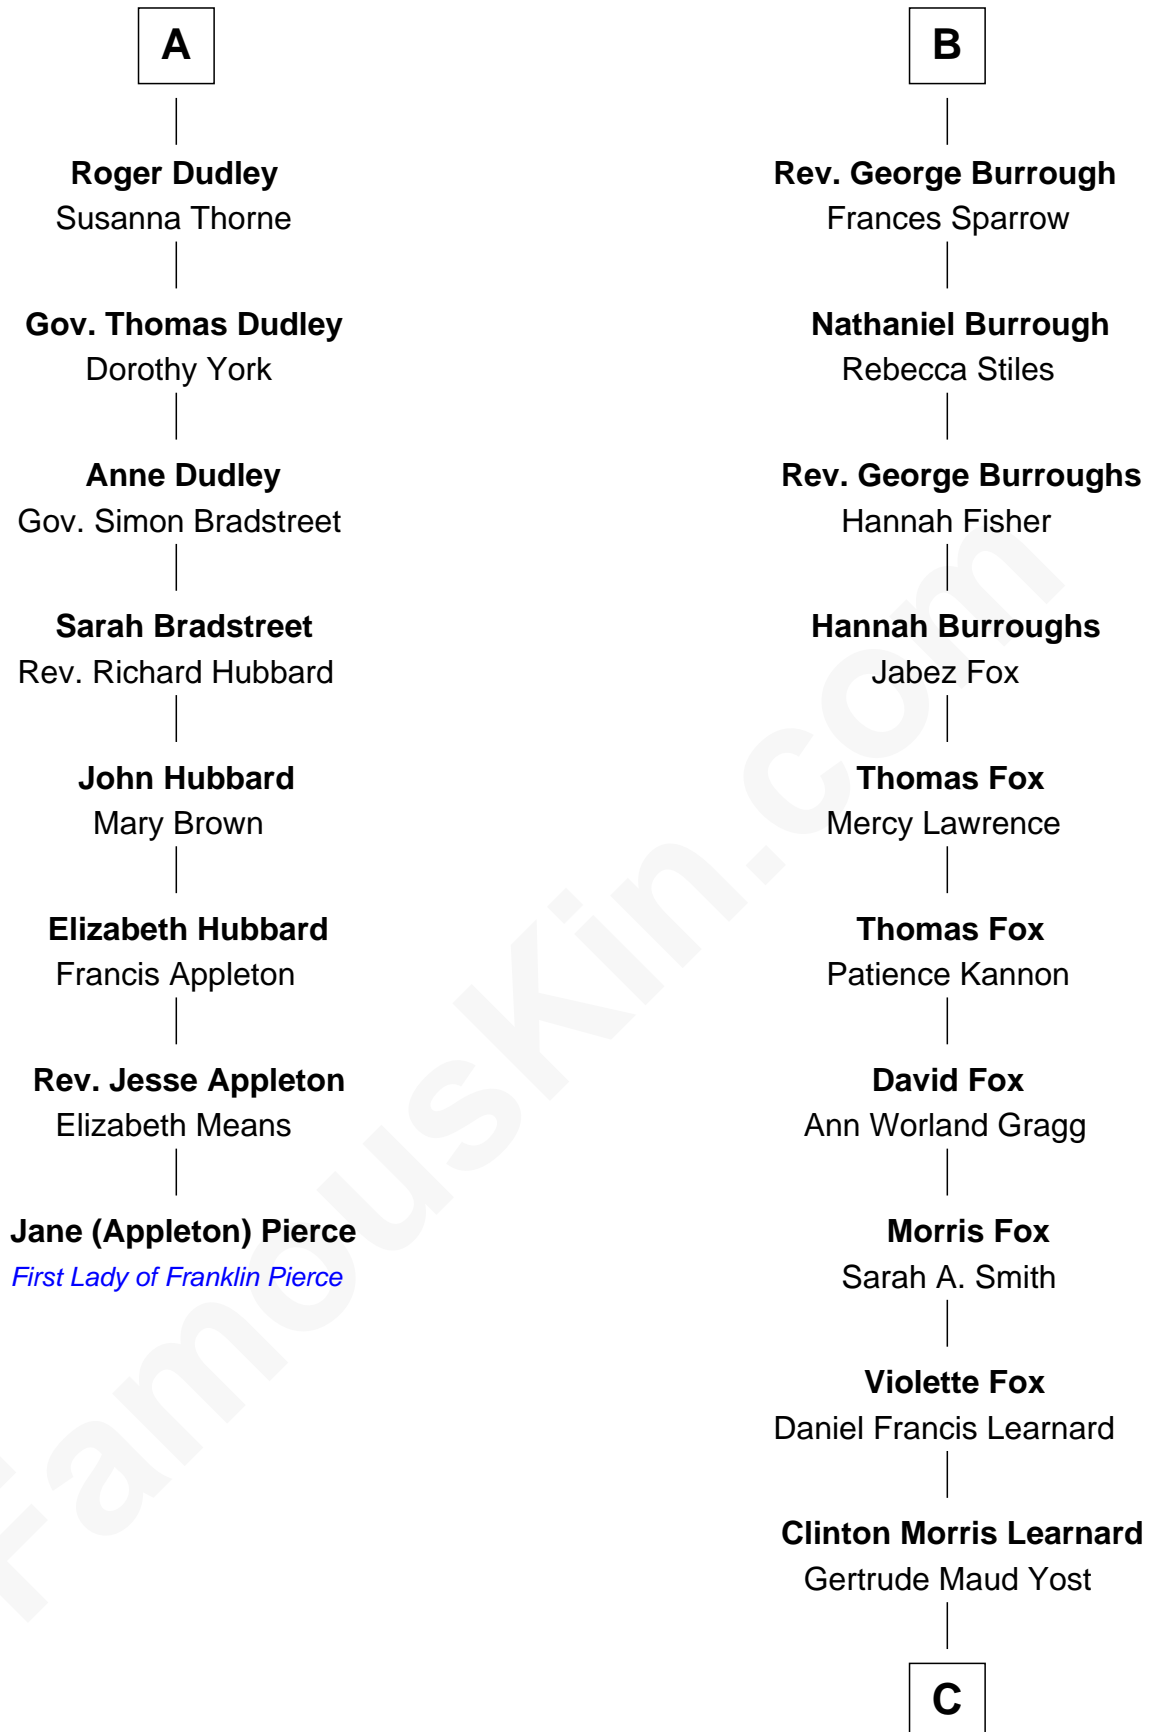 A
Roger Dudley
Susanna Thorne
Gov. Thomas Dudley
Dorothy York
Anne Dudley
Gov. Simon Bradstreet
Sarah Bradstreet
Rev. Richard Hubbard
John Hubbard
Mary Brown
Elizabeth Hubbard
Francis Appleton
Rev. Jesse Appleton
Elizabeth Means
Jane (Appleton) Pierce
First Lady of Franklin Pierce
B
Rev. George Burrough
Frances Sparrow
Nathaniel Burrough
Rebecca Stiles
Rev. George Burroughs
Hannah Fisher
Hannah Burroughs
Jabez Fox
Thomas Fox
Mercy Lawrence
Thomas Fox
Patience Kannon
David Fox
Ann Worland Gragg
Morris Fox
Sarah A. Smith
Violette Fox
Daniel Francis Learnard
Clinton Morris Learnard
Gertrude Maud Yost
C
FamousKin.com